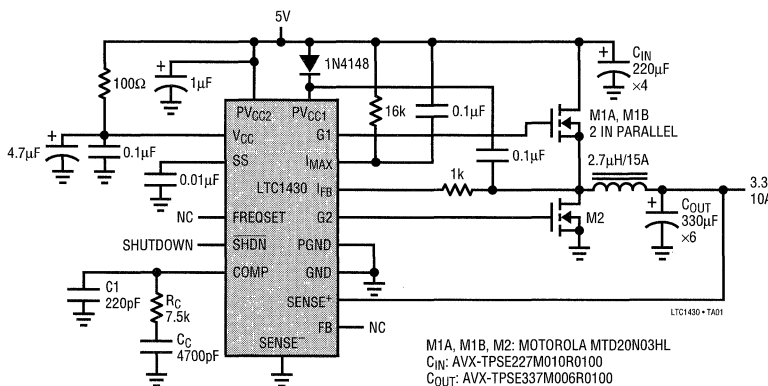 5V
1N4148
C_IN
220µF
×4
+
100Ω
+
1µF
PV_CC2
PV_CC1
16k
0.1µF
M1A, M1B
2 IN PARALLEL
+
4.7µF
0.1µF
V_CC
G1
SS
I_MAX
0.1µF
2.7µH/15A
0.01µF
LTC1430
I_FB
1k
3.3
10A
NC
FREQSET
G2
M2
+
C_OUT
330µF
×6
SHUTDOWN
SHDN
PGND
COMP
GND
C1
220pF
R_C
7.5k
SENSE+
LTC1430 • TA01
C_C
4700pF
FB
NC
SENSE−
M1A, M1B, M2: MOTOROLA MTD20N03HL
C_IN: AVX-TPSE227M010R0100
C_OUT: AVX-TPSE337M006R0100